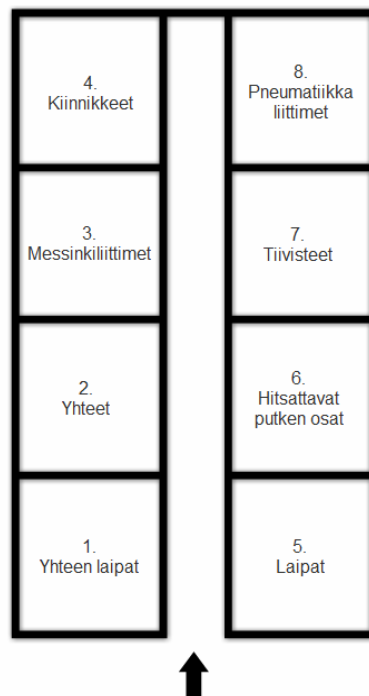 4.
Kiinnikkeet
8.
Pneumatiikka
liittimet
3.
Messinkiliittimet
7.
Tiivisteet
2.
Yhteet
6.
Hitsattavat
putken osat
1.
Yhteen laipat
5.
Laipat